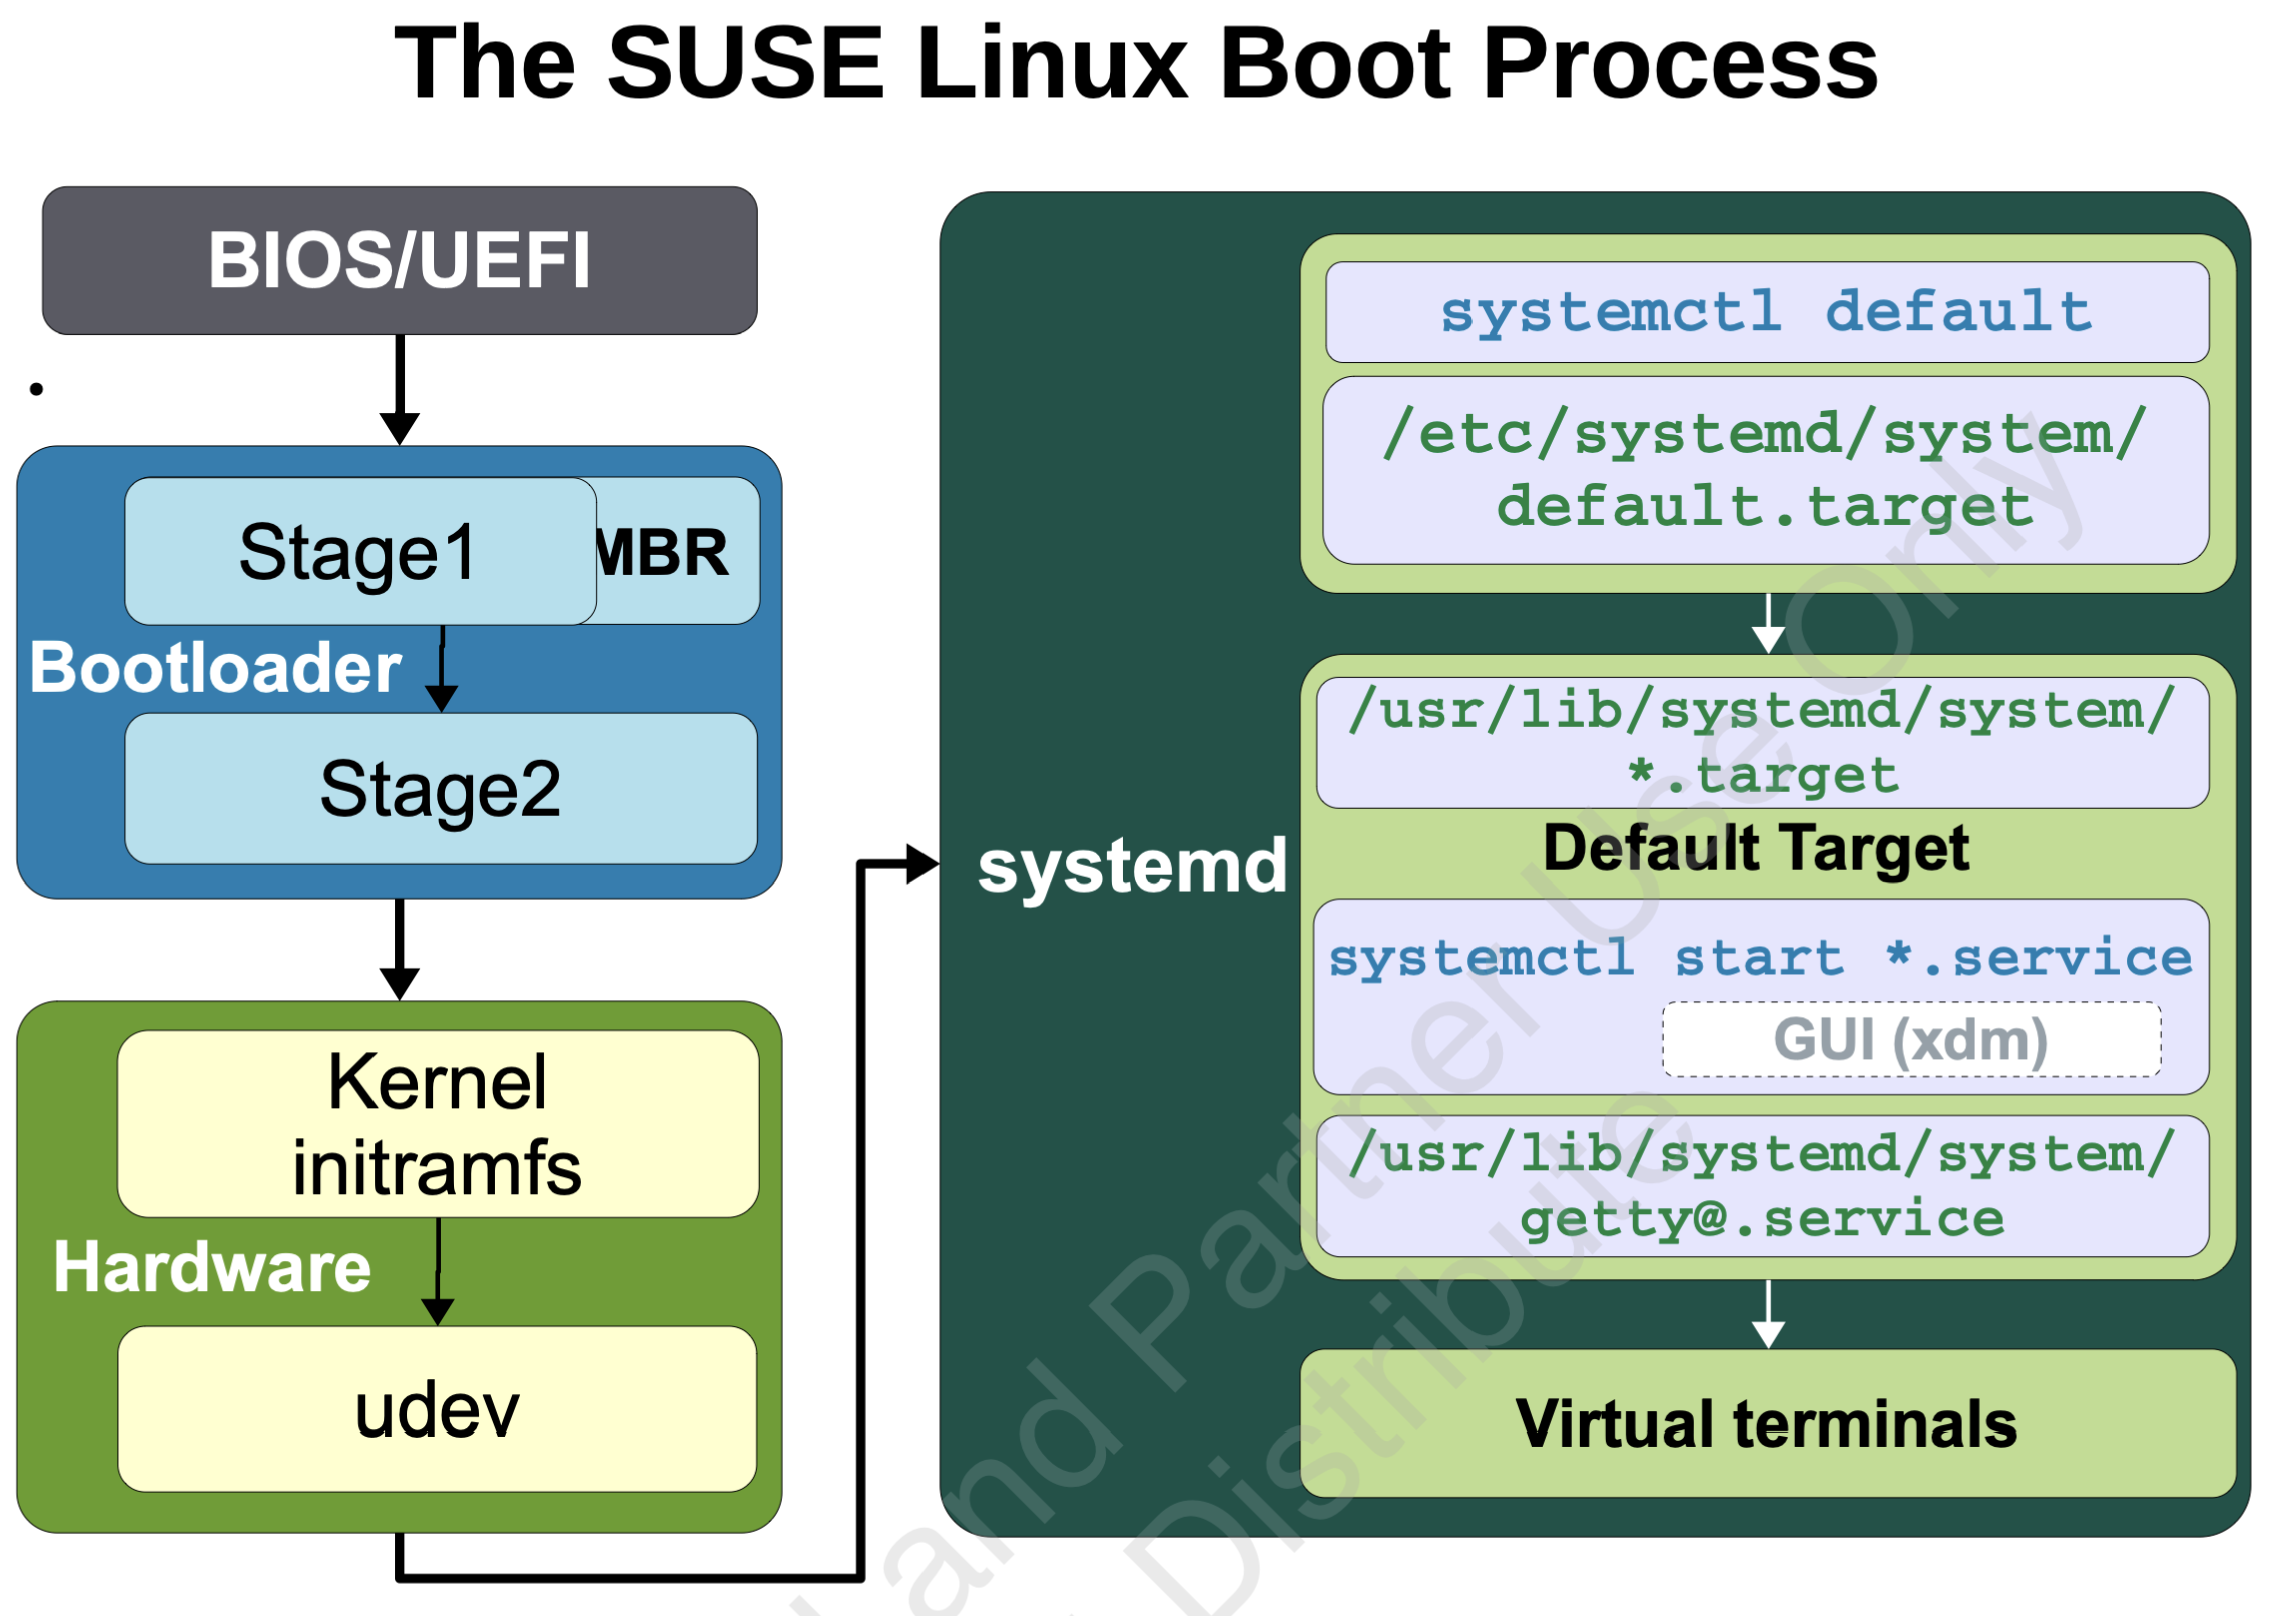 The SUSE Linux Boot Process
BIOS/UEFI
Stage1
MBR
Bootloader
Stage2
Kernel
initramfs
Hardware
udev
systemd
systemctl default
/etc/systemd/system/
default.target
/usr/lib/systemd/system/
*.target
Default Target
systemctl start *.service
GUI (xdm)
/usr/lib/systemd/system/
getty@.service
Virtual terminals
and Partner Use Only
Distribute